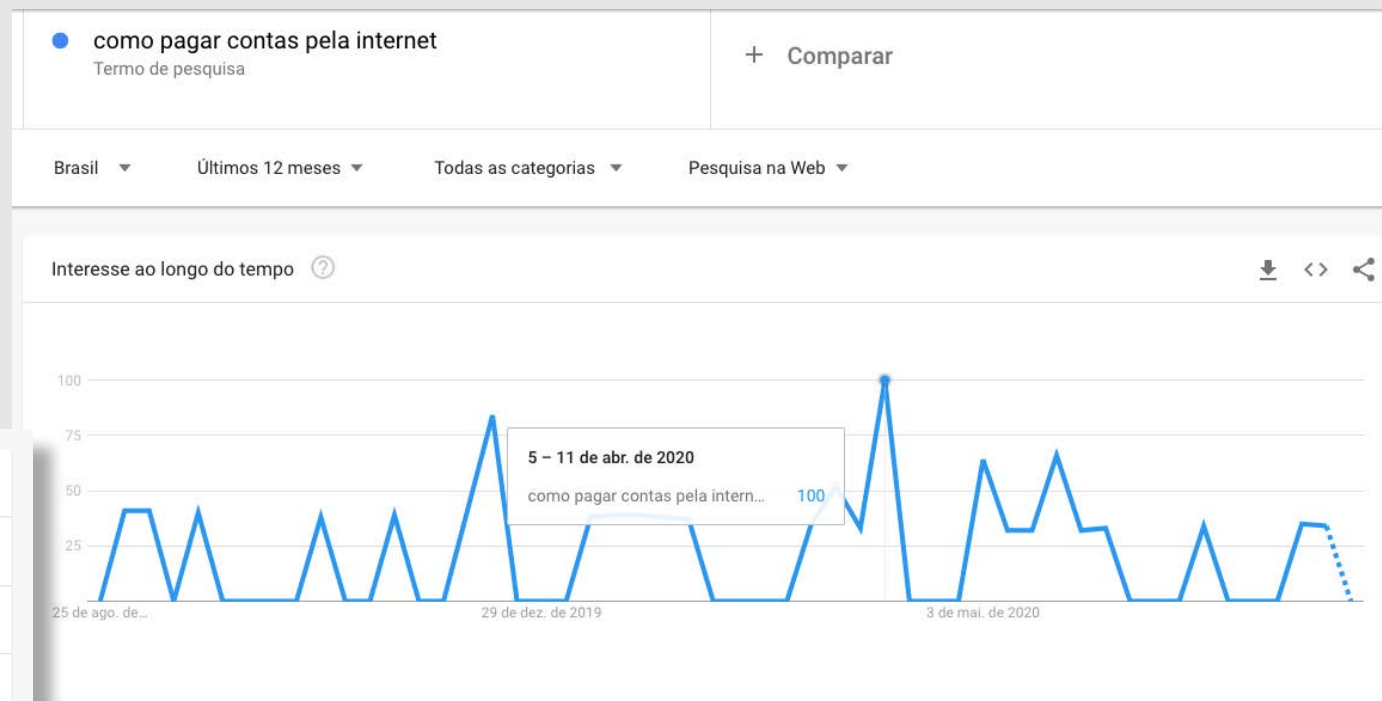 como pagar contas pela internet
Termo de pesquisa
+ Comparar
Brasil
Últimos 12 meses
Todas as categorias
Pesquisa na Web
Interesse ao longo do tempo
?
<>
100
75
50
25
5 – 11 de abr. de 2020
como pagar contas pela intern... 100
25 de ago. de...
29 de dez. de 2019
3 de mai. de 2020